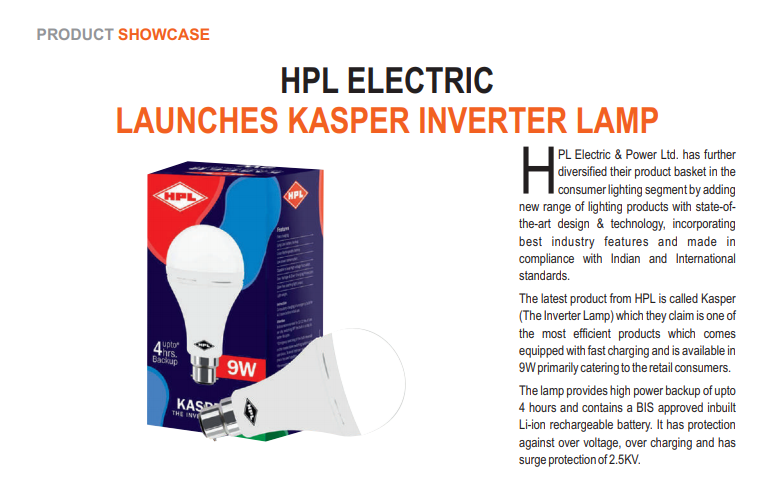 PRODUCT SHOWCASE
HPL ELECTRIC
LAUNCHES KASPER INVERTER LAMP
HPL
HPL
Features
4 upto*
hrs.
Backup
9W
HPL
HPL Electric & Power Ltd. has further
diversified their product basket in the
consumer lighting segment by adding
new range of lighting products with state-of-
the-art design & technology, incorporating
best industry features and made in
compliance with Indian and International
standards.
The latest product from HPL is called Kasper
(The Inverter Lamp) which they claim is one of
the most efficient products which comes
equipped with fast charging and is available in
9W primarily catering to the retail consumers.
The lamp provides high power backup of upto
4 hours and contains a BIS approved inbuilt
Li-ion rechargeable battery. It has protection
against over voltage, over charging and has
surge protection of 2.5KV.